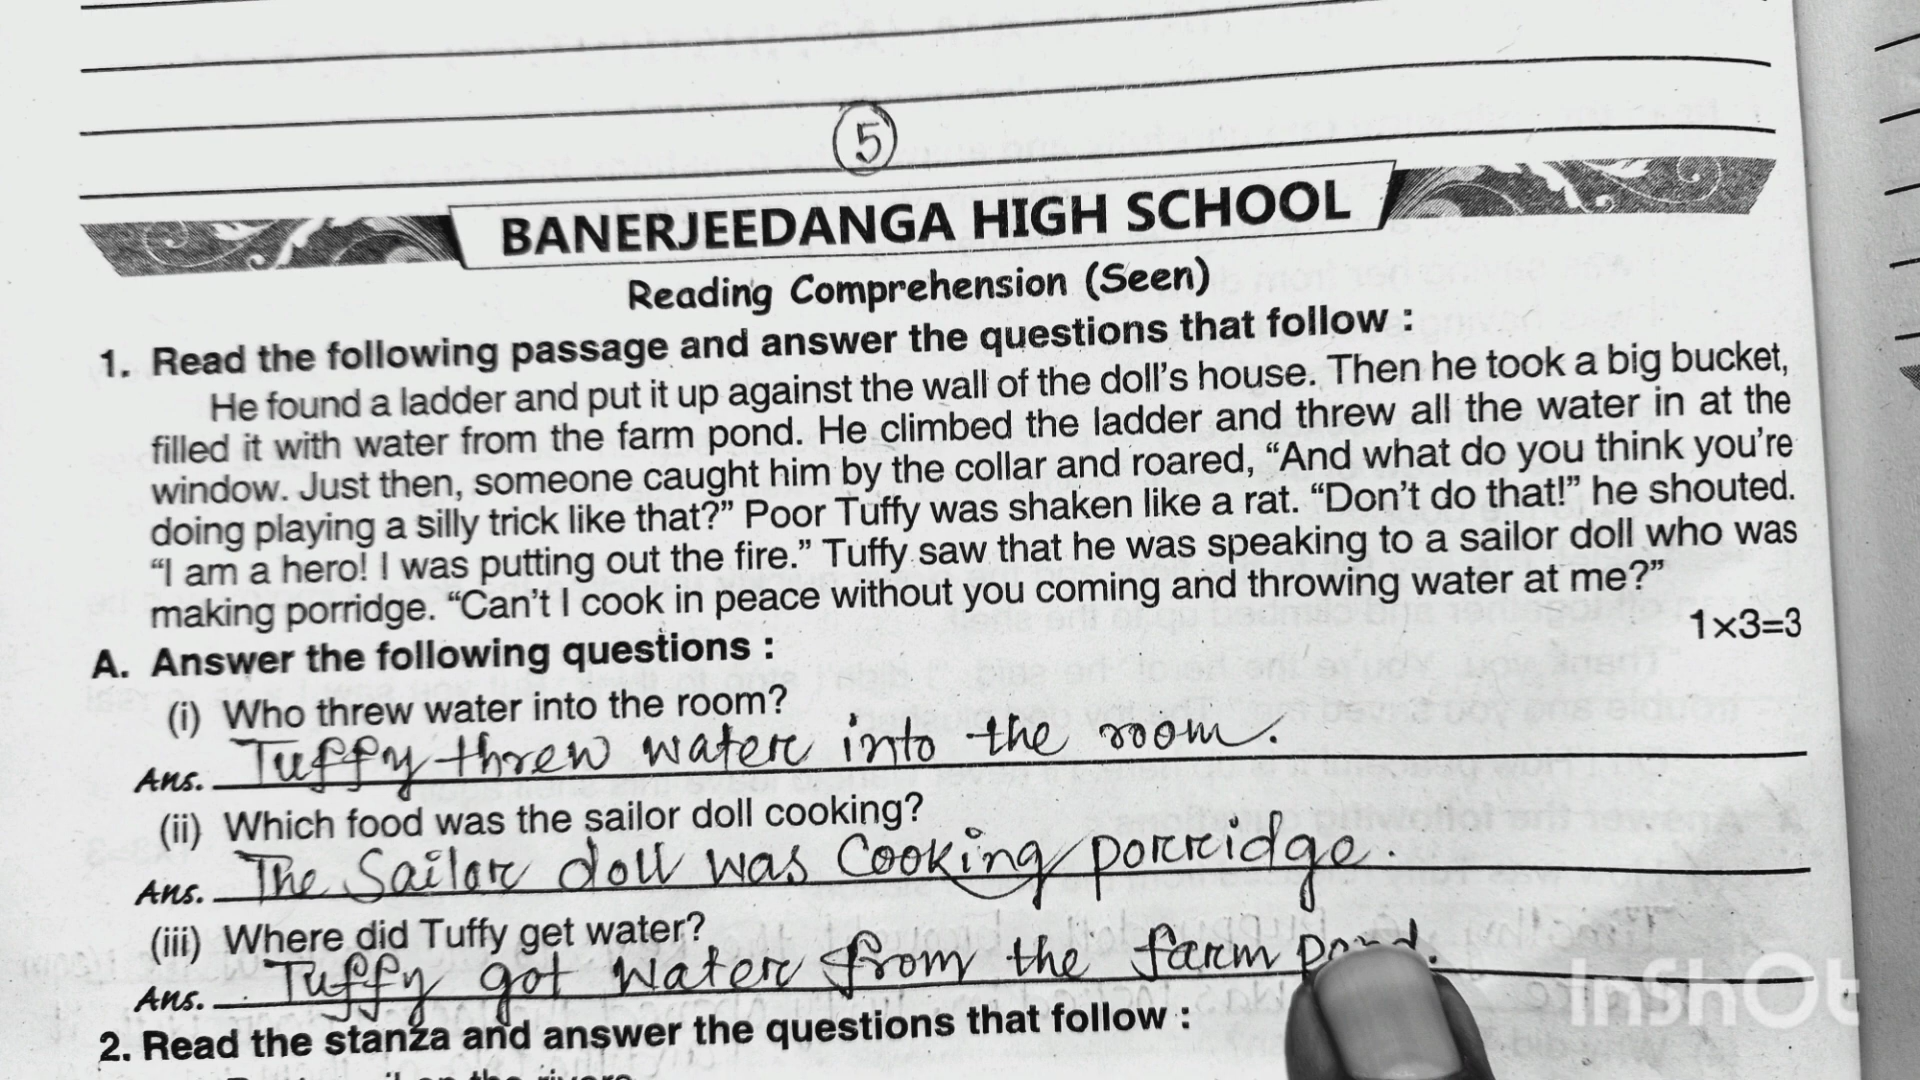 5
BANERJEEDANGA HIGH SCHOOL
Reading Comprehension (Seen)
1. Read the following passage and answer the questions that follow :
He found a ladder and put it up against the wall of the doll's house. Then he took a big bucket,
filled it with water from the farm pond. He climbed the ladder and threw all the water in at the
window. Just then, someone caught him by the collar and roared, “And what do you think you're
doing playing a silly trick like that?” Poor Tuffy was shaken like a rat. “Don't do that!” he shouted.
“I am a hero! I was putting out the fire.” Tuffy saw that he was speaking to a sailor doll who was
making porridge. “Can't I cook in peace without you coming and throwing water at me?”
A. Answer the following questions : 1×3=3
(i) Who threw water into the room?
Ans. Tuffy threw water into the room.
(ii) Which food was the sailor doll cooking?
Ans. The Sailor doll was Cooking porridge.
(iii) Where did Tuffy get water?
Ans. Tuffy got water from the farm pond.
2. Read the stanza and answer the questions that follow :
InShOt